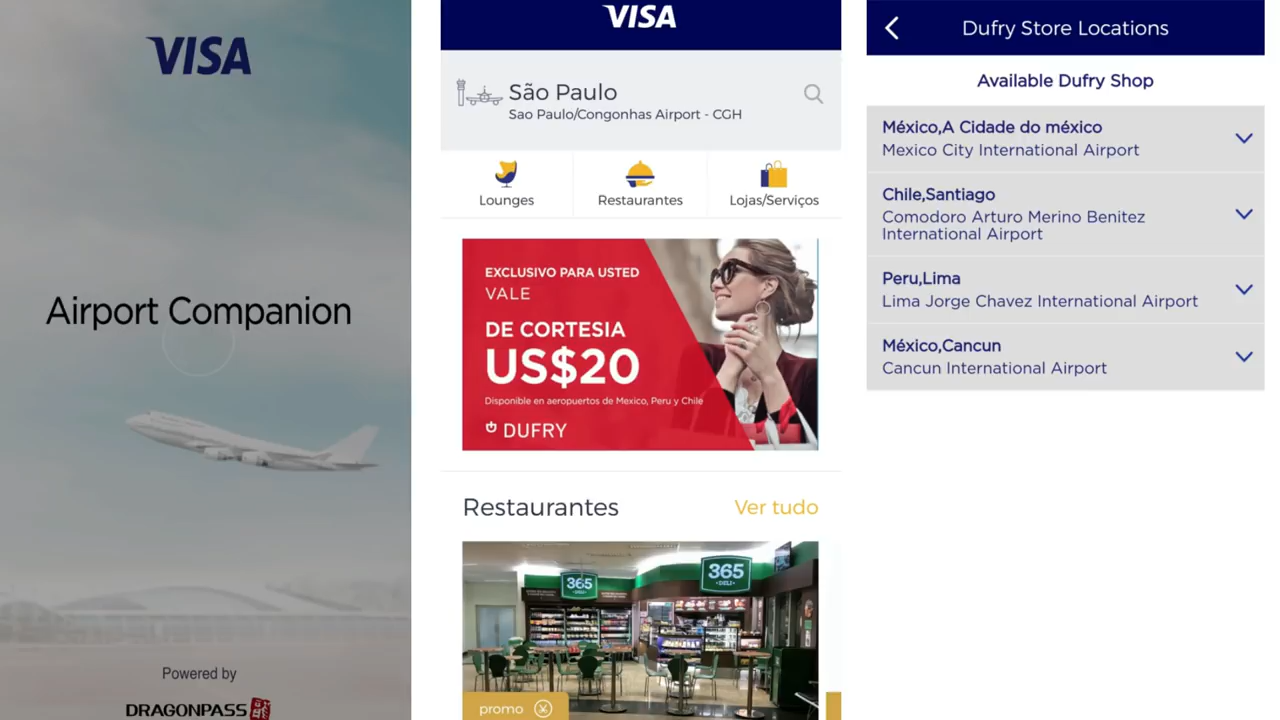 VISA
Airport Companion
Powered by
DRAGONPASS
VISA
São Paulo
Sao Paulo/Congonhas Airport - CGH
Lounges
Restaurantes
Lojas/Serviços
EXCLUSIVO PARA USTED
VALE
DE CORTESIA
US$20
Disponible en aeropuertos de Mexico, Peru y Chile
DUFRY
Restaurantes
Ver tudo
365
DELI
365
DELI
promo
Dufry Store Locations
Available Dufry Shop
México,A Cidade do méxico
Mexico City International Airport
Chile,Santiago
Comodoro Arturo Merino Benitez
International Airport
Peru,Lima
Lima Jorge Chavez International Airport
México,Cancun
Cancun International Airport